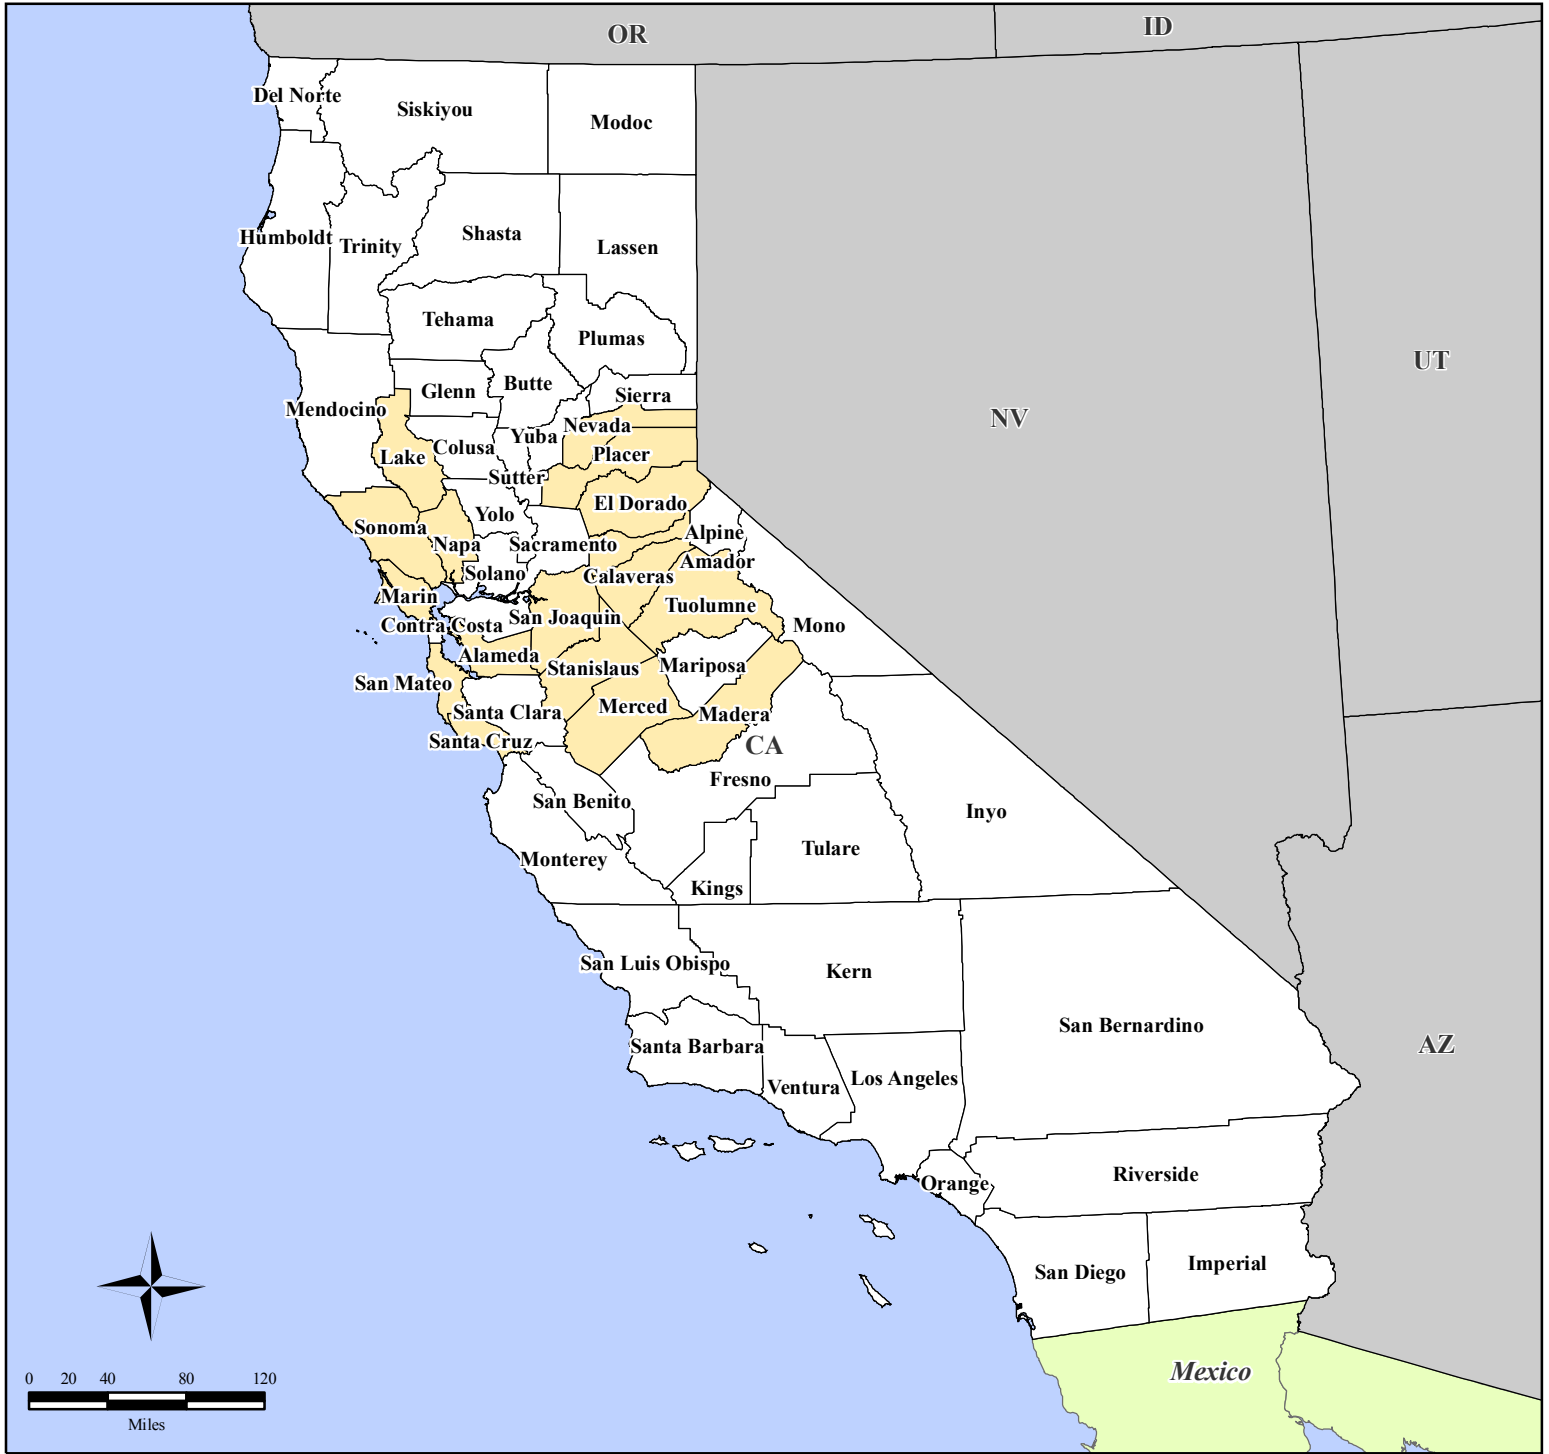 OR
ID
Del Norte
Siskiyou
Modoc
Humboldt
Trinity
Shasta
Lassen
Tehama
Plumas
UT
Glenn
Butte
Sierra
Mendocino
NV
Nevada
Yuba
Colusa
Placer
Lake
Sutter
El Dorado
Yolo
Sonoma
Alpine
Napa
Sacramento
Amador
Solano
Calaveras
Marin
Tuolumne
San Joaquin
Contra Costa
Mono
Alameda
Stanislaus
Mariposa
San Mateo
Merced
Santa Clara
Madera
Santa Cruz
CA
Fresno
San Benito
Inyo
Tulare
Monterey
Kings
San Luis Obispo
Kern
San Bernardino
AZ
Santa Barbara
Los Angeles
Ventura
Riverside
Orange
Imperial
San Diego
Mexico
0 20 40 80 120
Miles